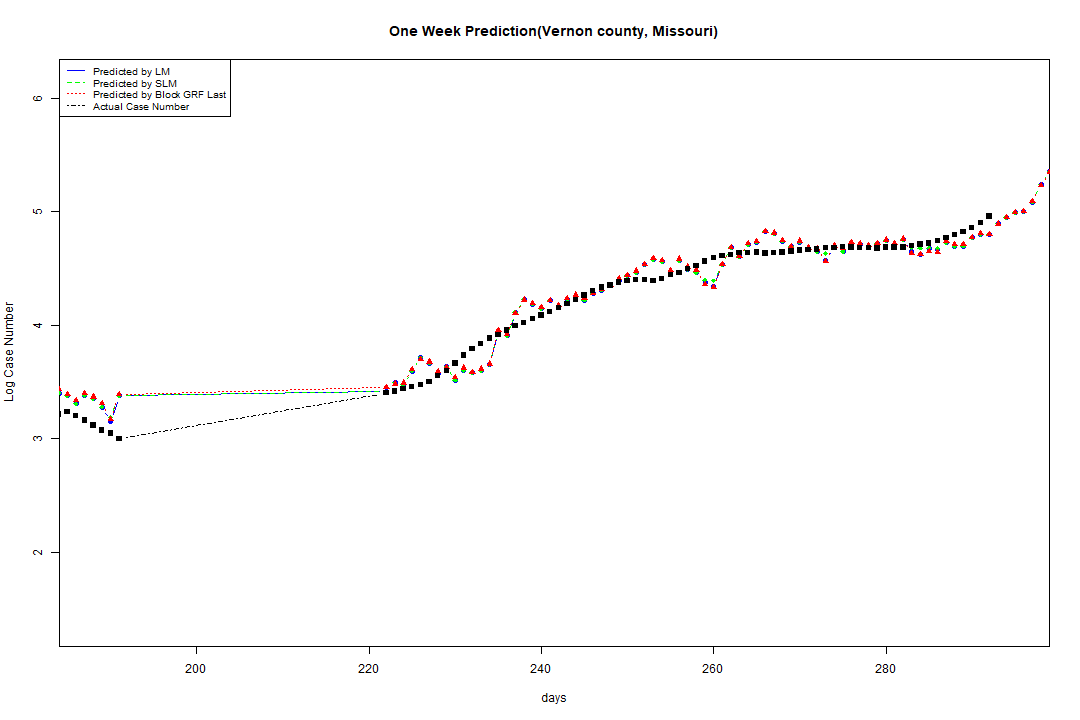 One Week Prediction(Vernon county, Missouri)
Predicted by LM
Predicted by SLM
Predicted by Block GRF Last
Actual Case Number
6
5
4
3
2
Log Case Number
200 220 240 260 280
days